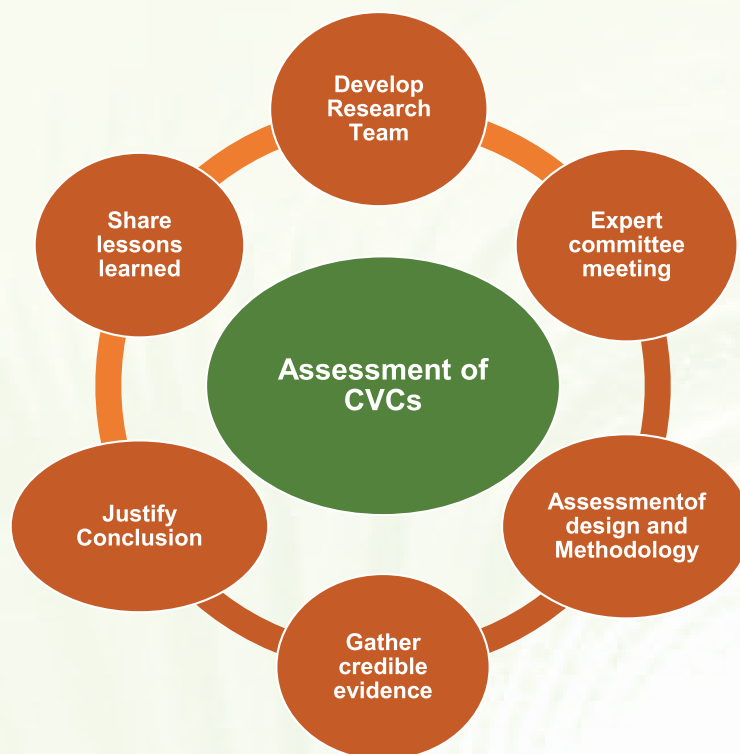 Develop
Research
Team
Expert
committee
meeting
Assessmentof
design and
Methodology
Gather
credible
evidence
Justify
Conclusion
Share
lessons
learned
Assessment of
CVCs